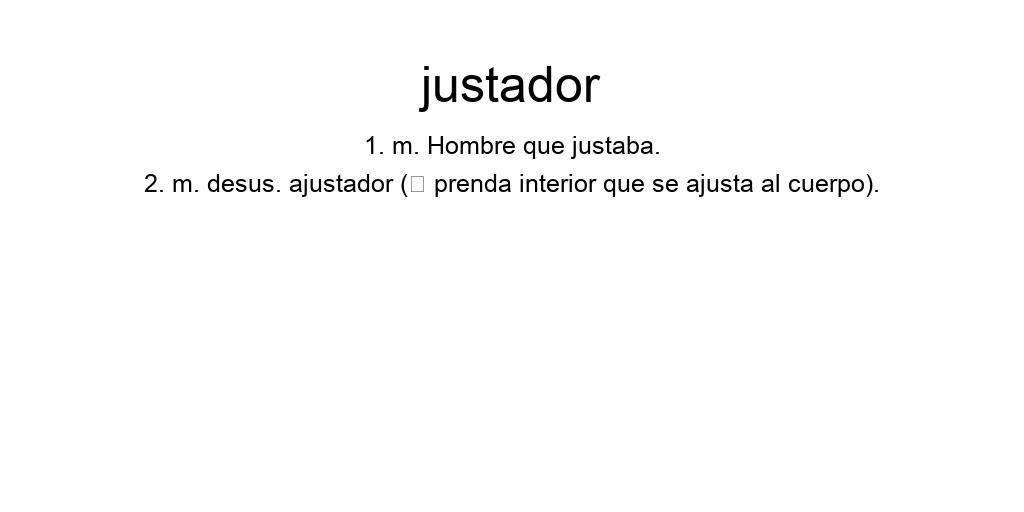 justador
1. m. Hombre que justaba.
2. m. desus. ajustador (□ prenda interior que se ajusta al cuerpo).